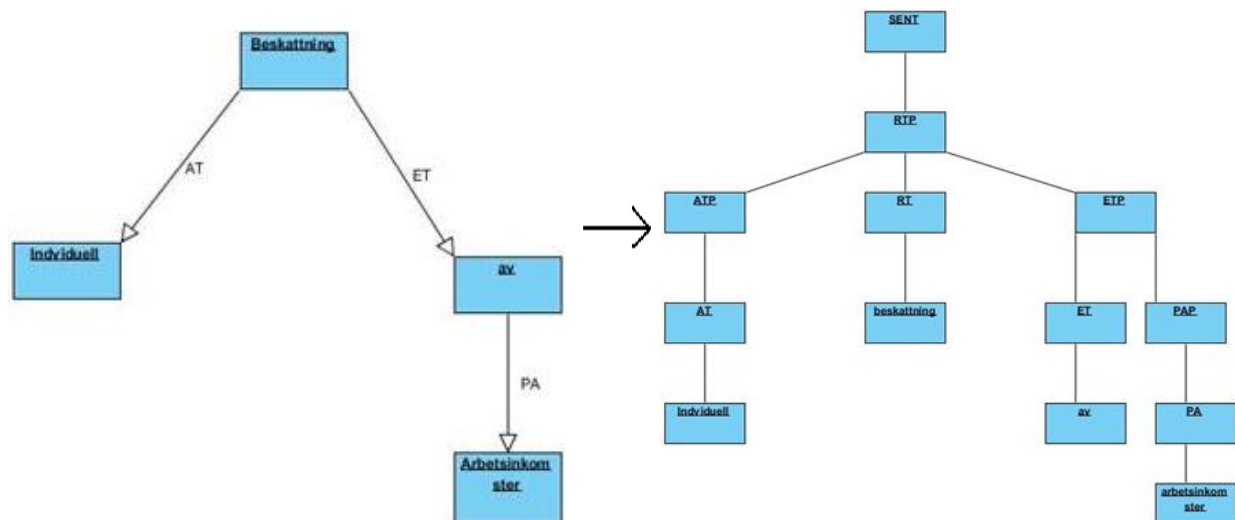 Beskattning
AT
ET
Indviduell
av
PA
Arbetsinkom
ster
SENT
RTP
ATP
RT
ETP
AT
beskattning
ET
PAP
Indviduell
av
PA
arbetsinkom
ster